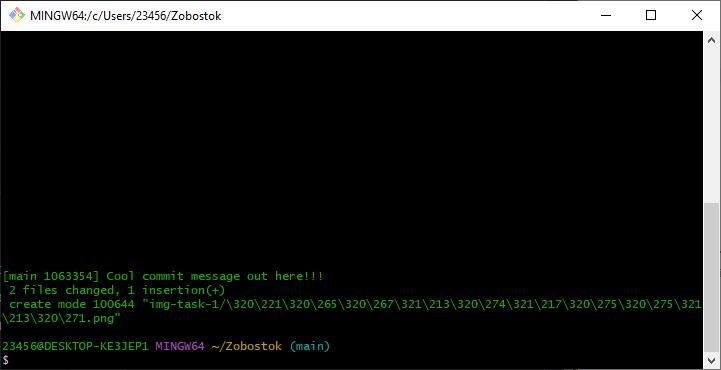 MINGW64:/c/Users/23456/Zobostok
[main 1063354] Cool commit message out here!!!
2 files changed, 1 insertion(+)
create mode 100644 "img-task-1/\320\221\320\265\320\267\321\213\320\274\321\217\320\275\320\275\321
\213\320\271.png"
23456@DESKTOP-KE3JEP1 MINGW64 ~/Zobostok (main)
$